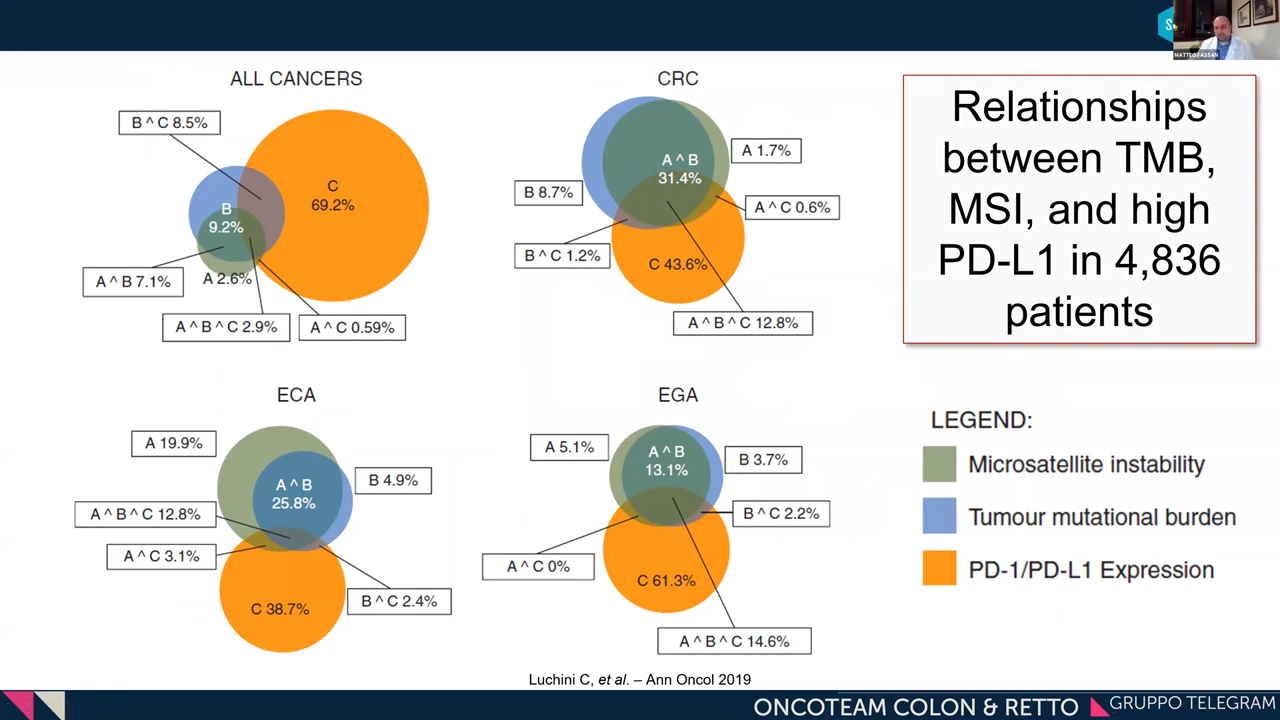 S
MATTEO FASSAN
ALL CANCERS
B ^ C 8.5%
C
69.2%
B
9.2%
A ^ B 7.1%
A 2.6%
A ^ B ^ C 2.9%
A ^ C 0.59%
CRC
A ^ B
31.4%
A 1.7%
B 8.7%
A ^ C 0.6%
B ^ C 1.2%
C 43.6%
A ^ B ^ C 12.8%
Relationships
between TMB,
MSI, and high
PD-L1 in 4,836
patients
ECA
A 19.9%
A ^ B
25.8%
B 4.9%
A ^ B ^ C 12.8%
A ^ C 3.1%
C 38.7%
B ^ C 2.4%
EGA
A 5.1%
A ^ B
13.1%
B 3.7%
B ^ C 2.2%
A ^ C 0%
C 61.3%
A ^ B ^ C 14.6%
LEGEND:
Microsatellite instability
Tumour mutational burden
PD-1/PD-L1 Expression
Luchini C, et al. – Ann Oncol 2019
ONCOTEAM COLON & RETTO
GRUPPO TELEGRAM